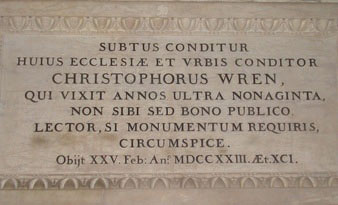 SUBTUS CONDITUR
HUIUS ECCLESIÆ ET VRBIS CONDITOR
CHRISTOPHORUS WREN,
QUI VIXIT ANNOS ULTRA NONAGINTA,
NON SIBI SED BONO PUBLICO.
LECTOR, SI MONUMENTUM REQUIRIS,
CIRCUMSPICE.
Obijt XXV. Feb: Anº. MDCCXXIII. Æt. XCI.